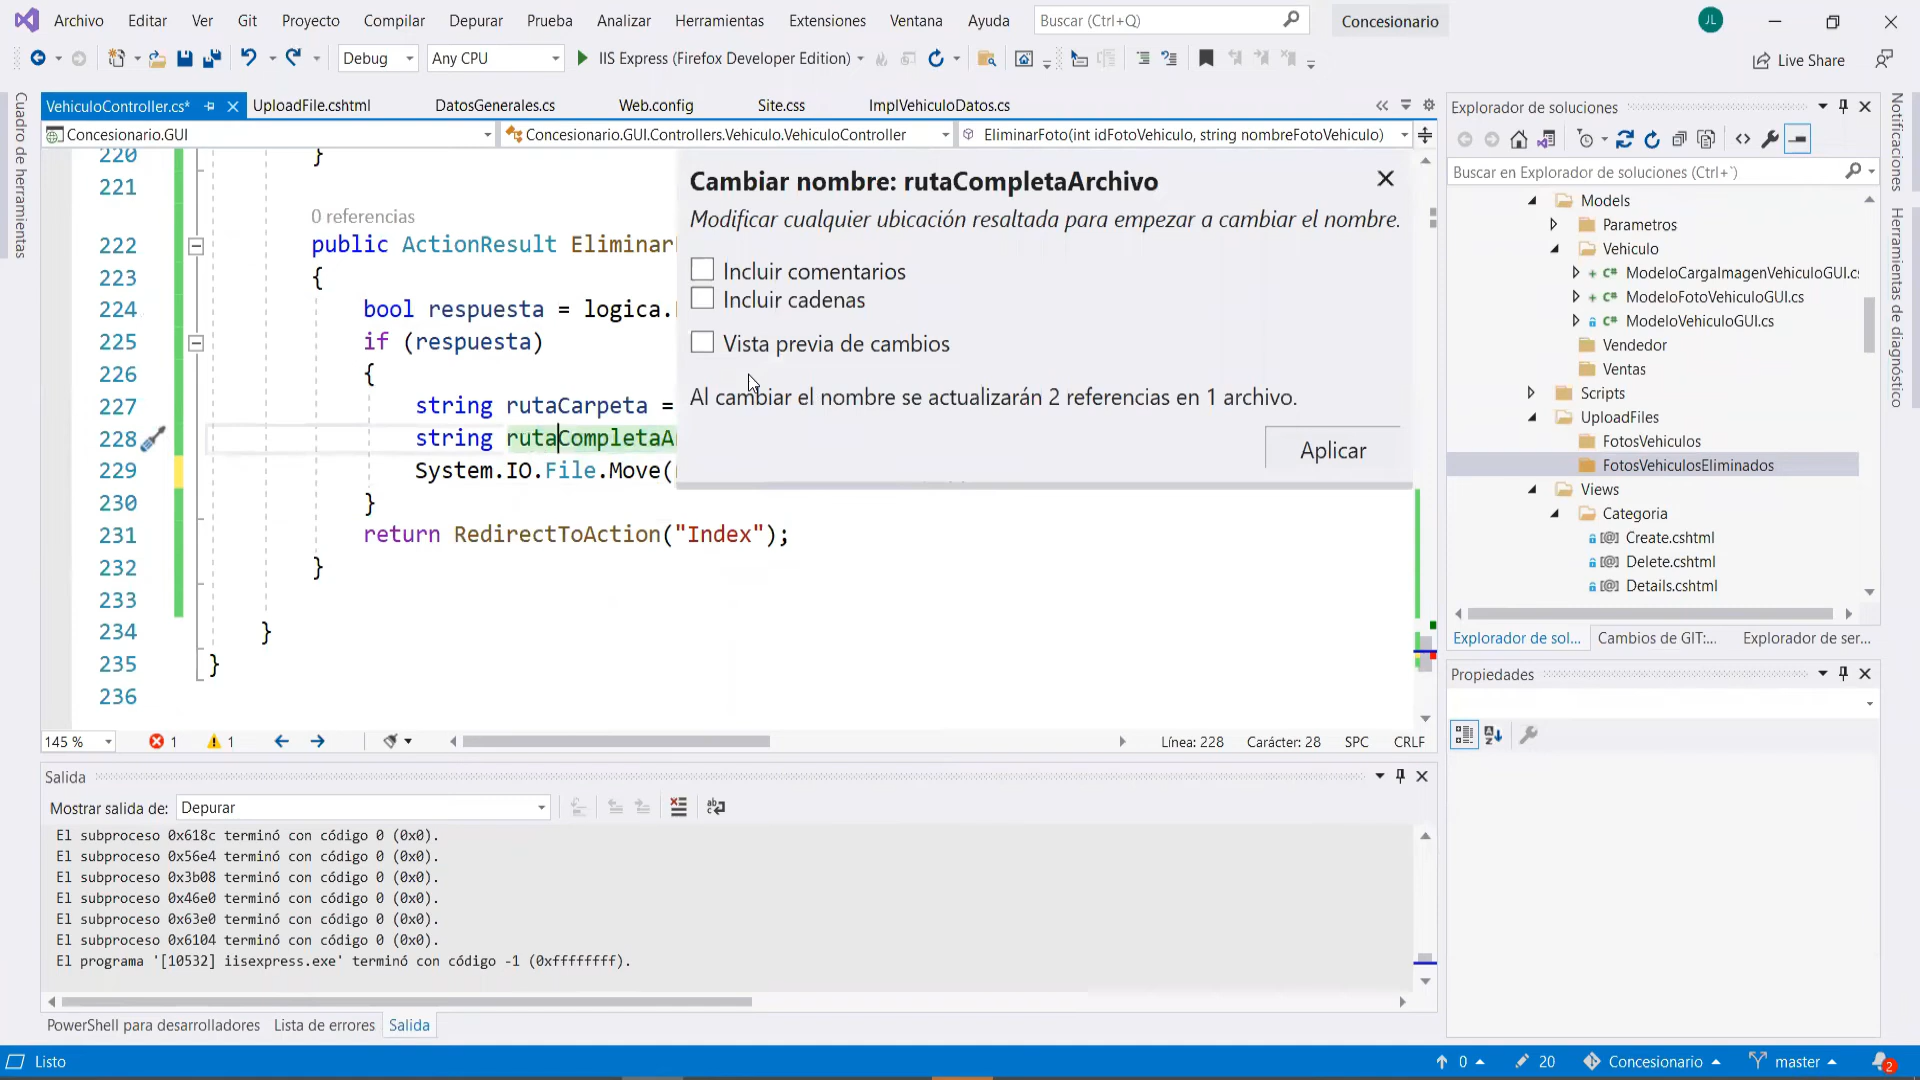 Archivo Editar Ver Git Proyecto Compilar Depurar Prueba Analizar Herramientas Extensiones Ventana Ayuda Buscar (Ctrl+Q) Concesionario JL
Debug Any CPU IIS Express (Firefox Developer Edition) Live Share
Cuadro de herramientas
VehiculoController.cs* UploadFile.cshtml DatosGenerales.cs Web.config Site.css ImplVehiculoDatos.cs
Concesionario.GUI Concesionario.GUI.Controllers.Vehiculo.VehiculoController EliminarFoto(int idFotoVehiculo, string nombreFotoVehiculo)
220 }
221
0 referencias
222 public ActionResult Eliminar
223 {
224 bool respuesta = logica.
225 if (respuesta)
226 {
227 string rutaCarpeta =
228 string rutaCompletaA
229 System.IO.File.Move(
230 }
231 return RedirectToAction("Index");
232 }
233
234 }
235 }
236
Cambiar nombre: rutaCompletaArchivo
Modificar cualquier ubicación resaltada para empezar a cambiar el nombre.
Incluir comentarios
Incluir cadenas
Vista previa de cambios
Al cambiar el nombre se actualizarán 2 referencias en 1 archivo.
Aplicar
145 % 1 1 Línea: 228 Carácter: 28 SPC CRLF
Salida
Mostrar salida de: Depurar
El subproceso 0x618c terminó con código 0 (0x0).
El subproceso 0x56e4 terminó con código 0 (0x0).
El subproceso 0x3b08 terminó con código 0 (0x0).
El subproceso 0x46e0 terminó con código 0 (0x0).
El subproceso 0x63e0 terminó con código 0 (0x0).
El subproceso 0x6104 terminó con código 0 (0x0).
El programa '[10532] iisexpress.exe' terminó con código -1 (0xffffffff).
PowerShell para desarrolladores Lista de errores Salida
Explorador de soluciones
Buscar en Explorador de soluciones (Ctrl+`)
Models
Parametros
Vehiculo
C# ModeloCargaImagenVehiculoGUI.cs
C# ModeloFotoVehiculoGUI.cs
C# ModeloVehiculoGUI.cs
Vendedor
Ventas
Scripts
UploadFiles
FotosVehiculos
FotosVehiculosEliminados
Views
Categoria
[@] Create.cshtml
[@] Delete.cshtml
[@] Details.cshtml
Explorador de sol... Cambios de GIT:... Explorador de ser...
Propiedades
Notificaciones
Herramientas de diagnóstico
Listo 0 20 Concesionario master 2